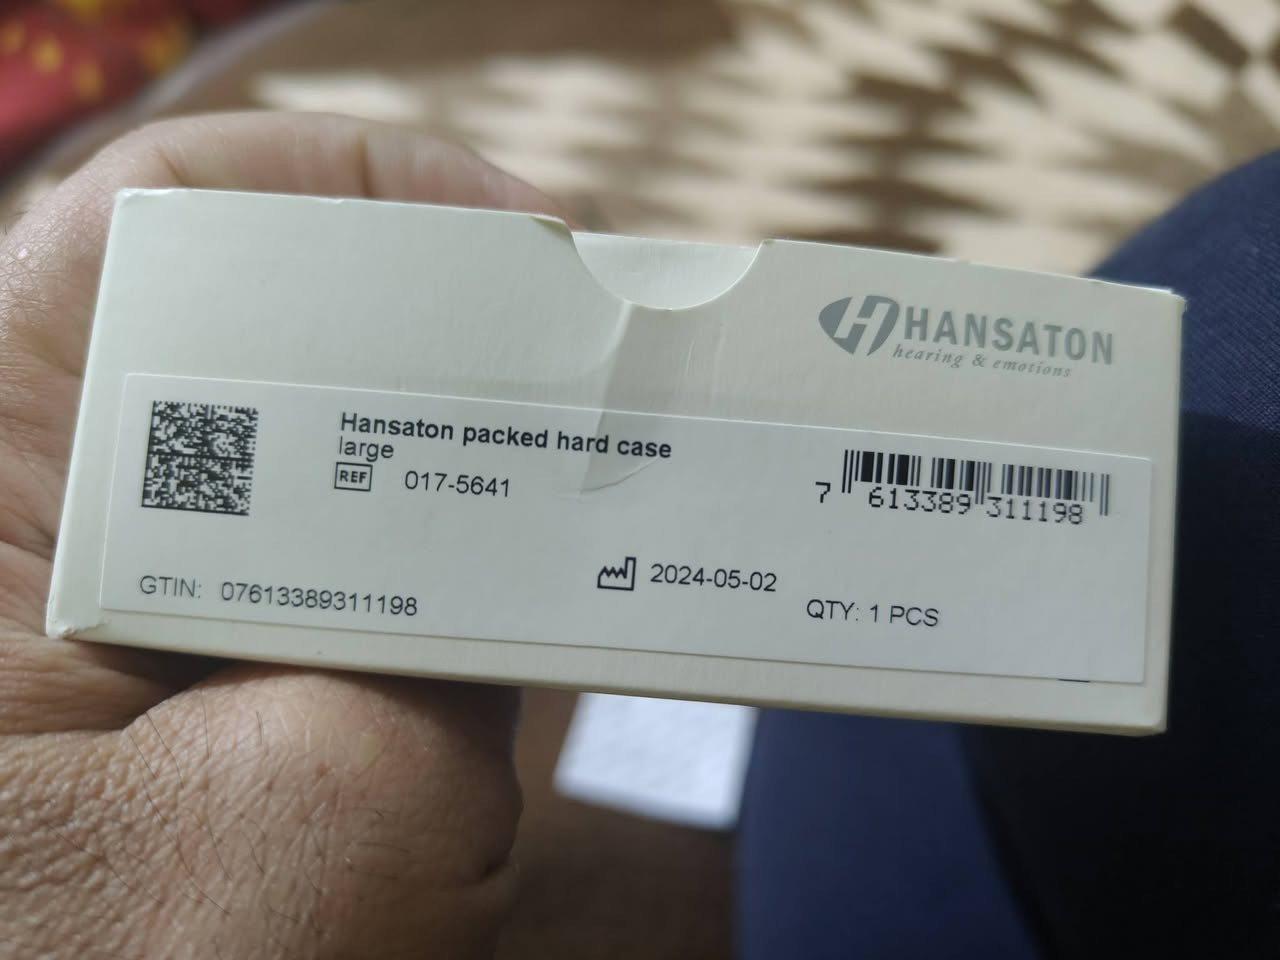 HANSATON
hearing & emotions
Hansaton packed hard case
large
REF 017-5641
7 613389 311198
2024-05-02
GTIN: 07613389311198
QTY: 1 PCS